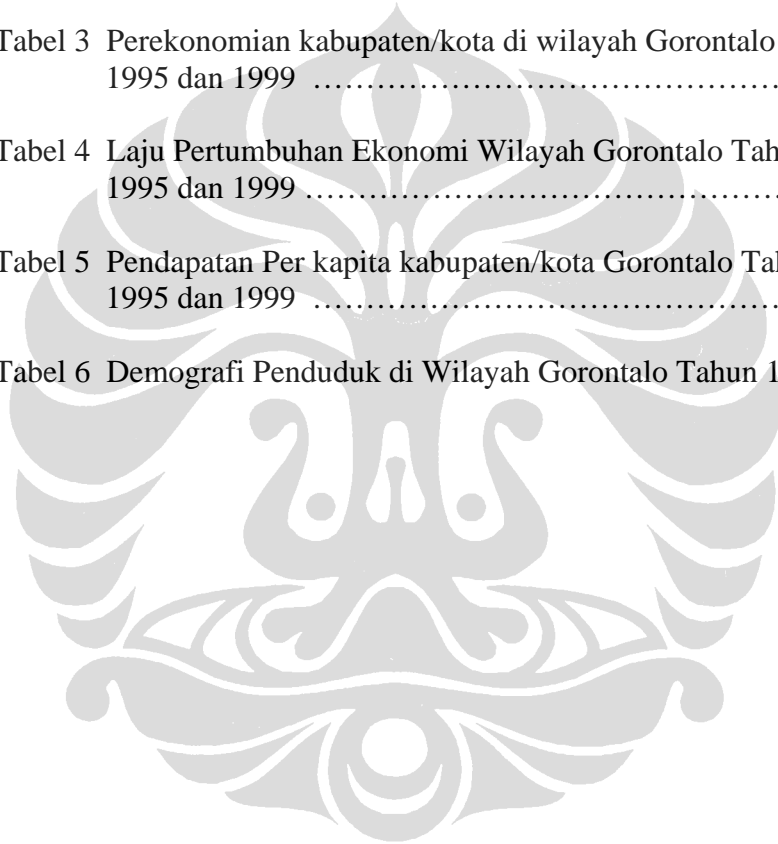 Tabel 3 Perekonomian kabupaten/kota di wilayah Gorontalo
1995 dan 1999 ……………………………………
Tabel 4 Laju Pertumbuhan Ekonomi Wilayah Gorontalo
1995 dan 1999 ……………………………………
Tabel 5 Pendapatan Per kapita kabupaten/kota Gorontalo
1995 dan 1999 ……………………………………
Tabel 6 Demografi Penduduk di Wilayah Gorontalo Tahun